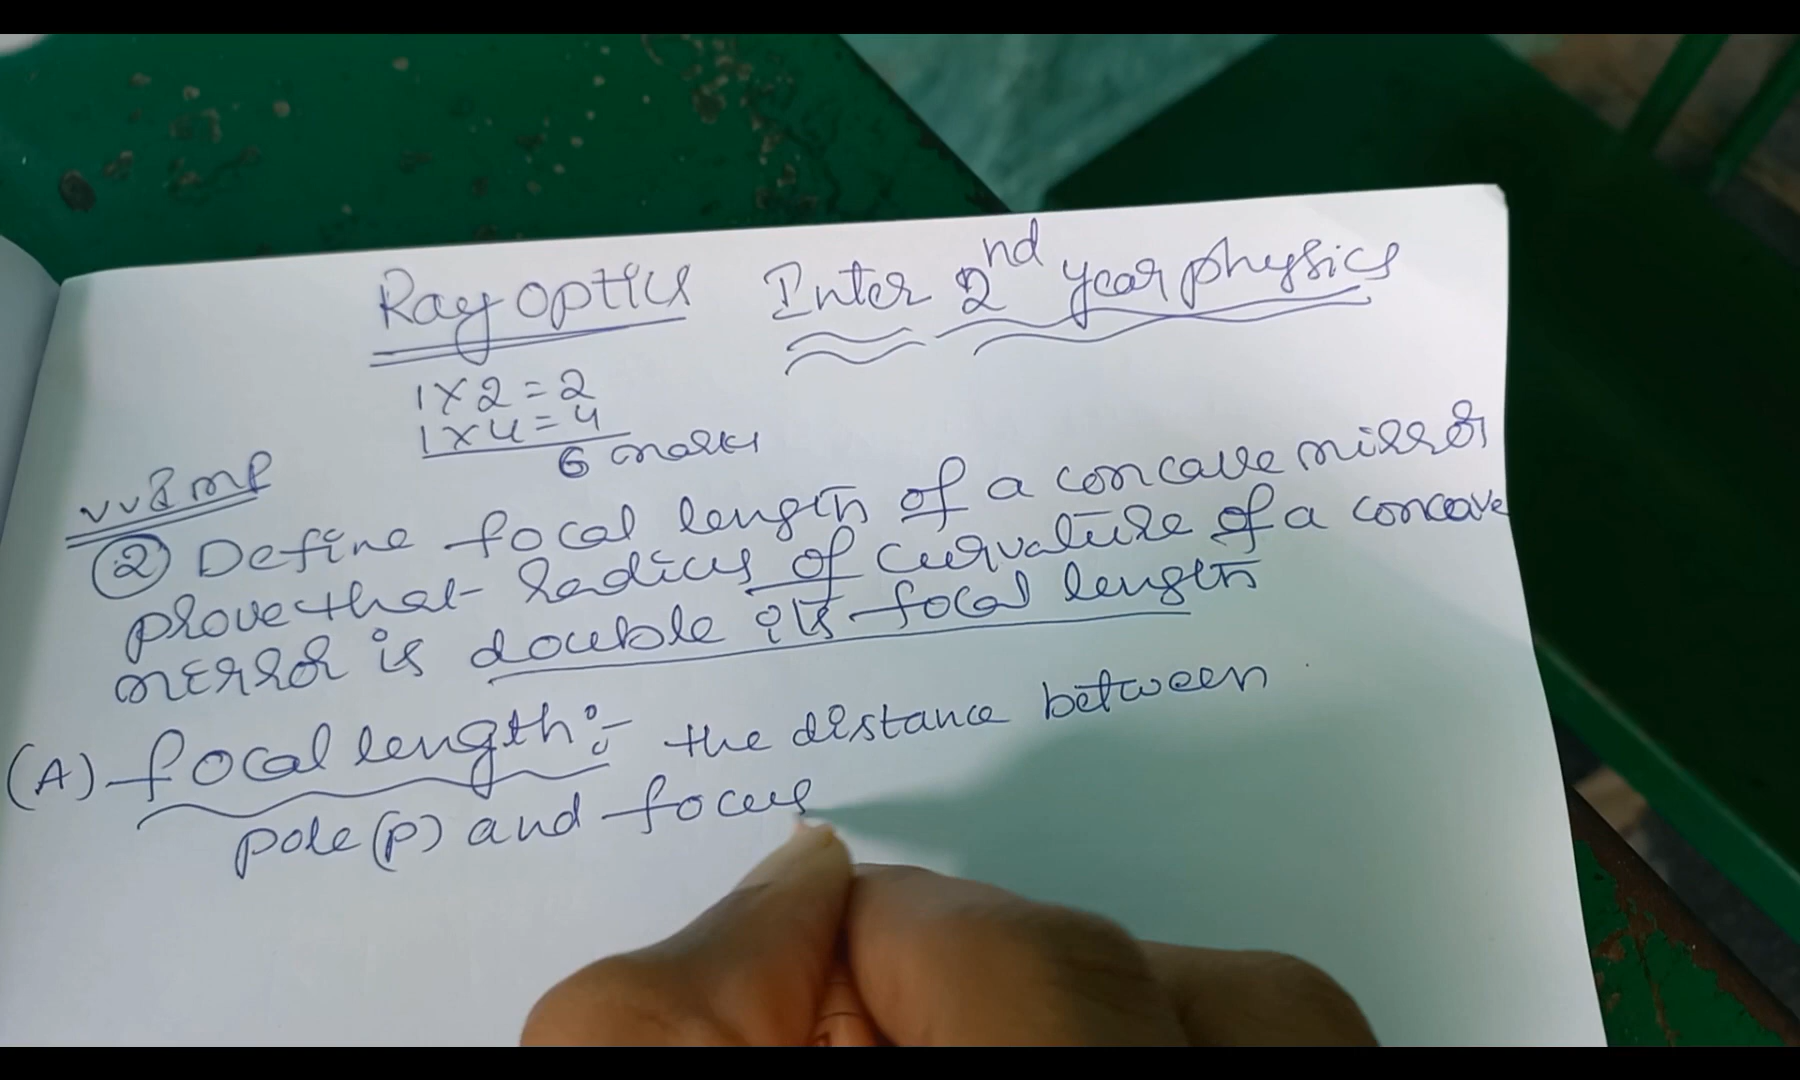 Ray optics Inter 2nd year physics
1 x 2 = 2
1 x 4 = 4
6 marks
vvImp
(2) Define focal length of a concave mirror
prove that radius of curvature of a concave
mirror is double its focal length
(A) focal length:- the distance between
pole (p) and focus